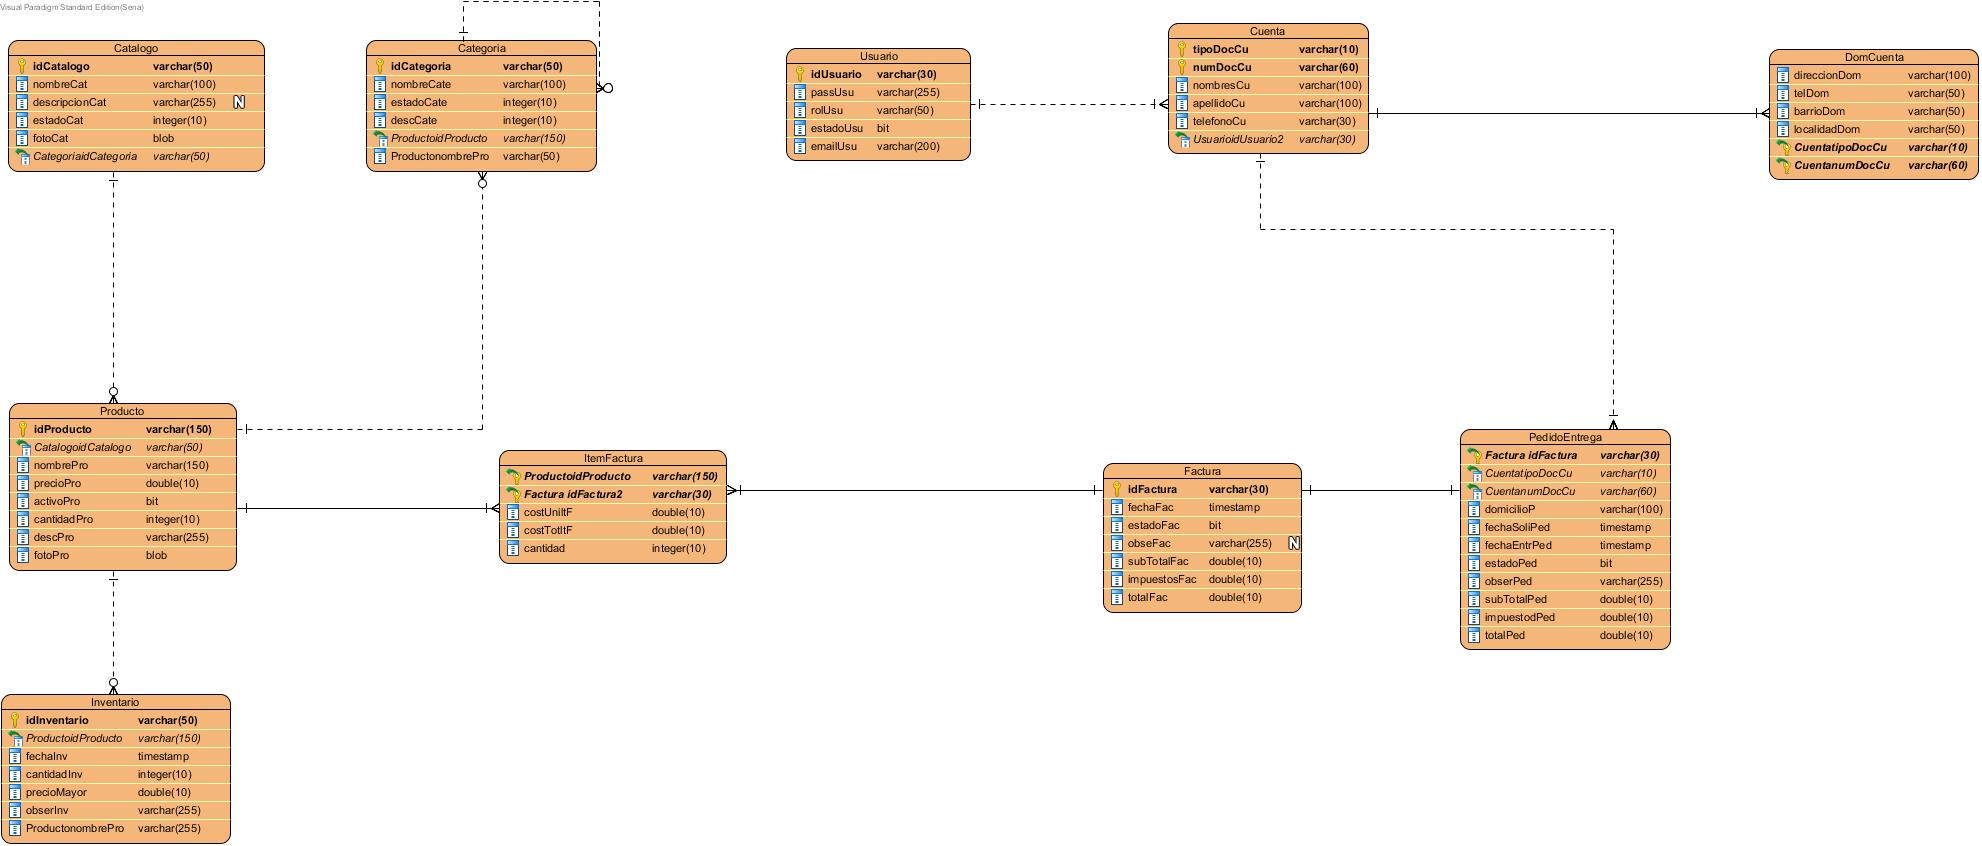 Visual Paradigm Standard Edition(Sena)
Catalogo
idCatalogo varchar(50)
nombreCat varchar(100)
descripcionCat varchar(255) N
estadoCat integer(10)
fotoCat blob
CategoriaidCategoria varchar(50)
Categoria
idCategoria varchar(50)
nombreCate varchar(100)
estadoCate integer(10)
descCate integer(10)
ProductoidProducto varchar(150)
ProductonombrePro varchar(50)
Usuario
idUsuario varchar(30)
passUsu varchar(255)
rolUsu varchar(50)
estadoUsu bit
emailUsu varchar(200)
Cuenta
tipoDocCu varchar(10)
numDocCu varchar(60)
nombresCu varchar(100)
apellidoCu varchar(100)
telefonoCu varchar(30)
UsuarioidUsuario2 varchar(30)
DomCuenta
direccionDom varchar(100)
telDom varchar(50)
barrioDom varchar(50)
localidadDom varchar(50)
CuentatipoDocCu varchar(10)
CuentanumDocCu varchar(60)
Producto
idProducto varchar(150)
CatalogoidCatalogo varchar(50)
nombrePro varchar(150)
precioPro double(10)
activoPro bit
cantidadPro integer(10)
descPro varchar(255)
fotoPro blob
ItemFactura
ProductoidProducto varchar(150)
Factura idFactura2 varchar(30)
costUniItF double(10)
costTotItF double(10)
cantidad integer(10)
Factura
idFactura varchar(30)
fechaFac timestamp
estadoFac bit
obseFac varchar(255) N
subTotalFac double(10)
impuestosFac double(10)
totalFac double(10)
PedidoEntrega
Factura idFactura varchar(30)
CuentatipoDocCu varchar(10)
CuentanumDocCu varchar(60)
domicilioP varchar(100)
fechaSoliPed timestamp
fechaEntrPed timestamp
estadoPed bit
obserPed varchar(255)
subTotalPed double(10)
impuestodPed double(10)
totalPed double(10)
Inventario
idInventario varchar(50)
ProductoidProducto varchar(150)
fechaInv timestamp
cantidadInv integer(10)
precioMayor double(10)
obserInv varchar(255)
ProductonombrePro varchar(255)